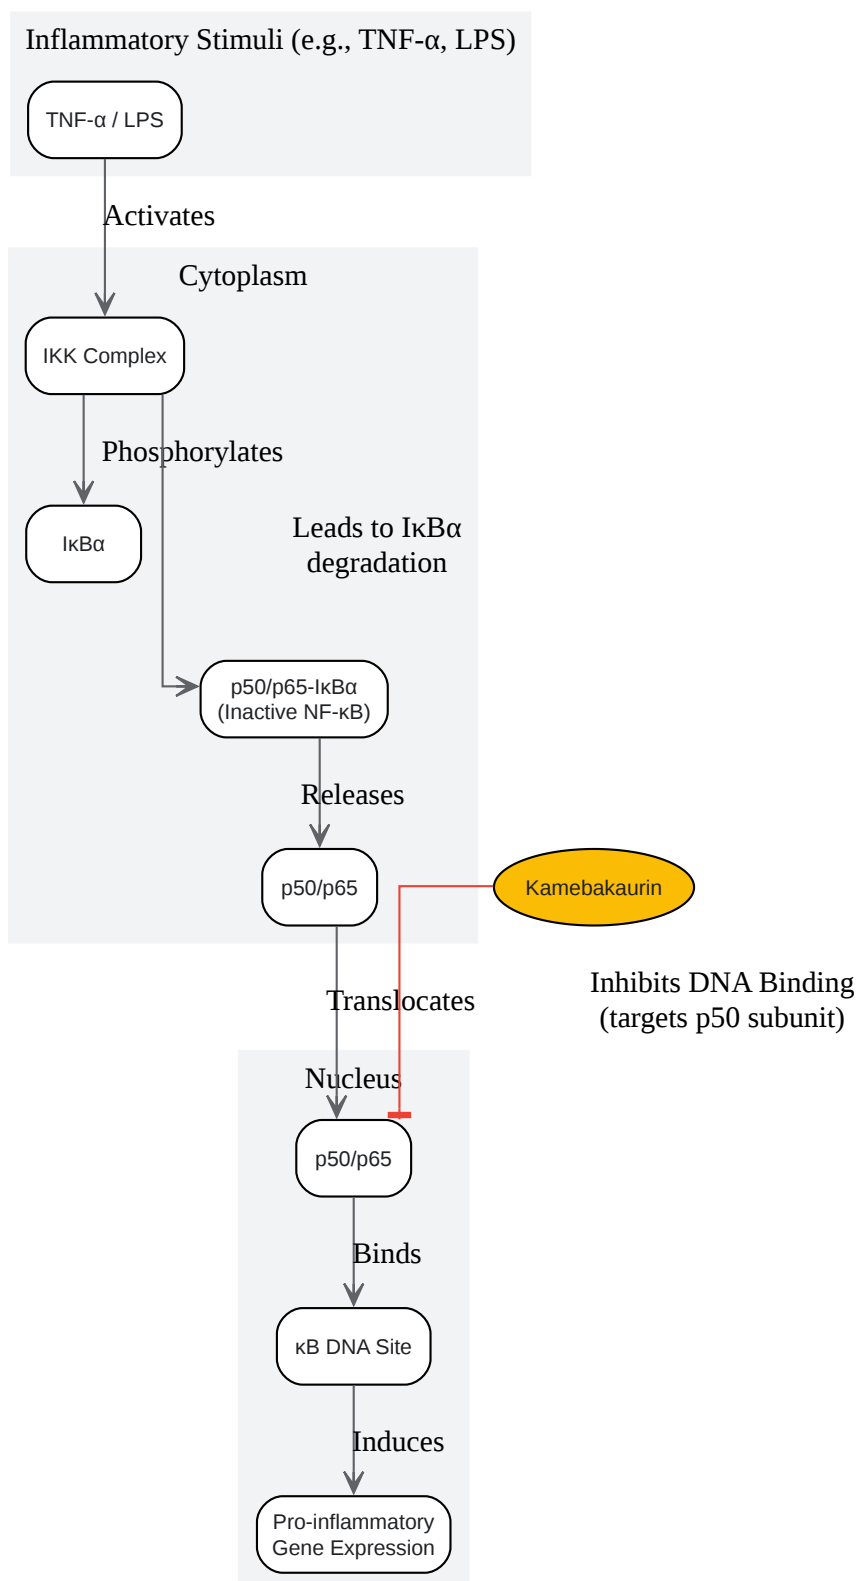 Inflammatory Stimuli (e.g., TNF-α, LPS)
TNF-α / LPS
Activates
Cytoplasm
IKK Complex
Phosphorylates
IκBα
Leads to IκBα
degradation
p50/p65-IκBα
(Inactive NF-κB)
Releases
p50/p65
Kamebakaurin
Translocates
Inhibits DNA Binding
(targets p50 subunit)
Nucleus
p50/p65
Binds
κB DNA Site
Induces
Pro-inflammatory
Gene Expression